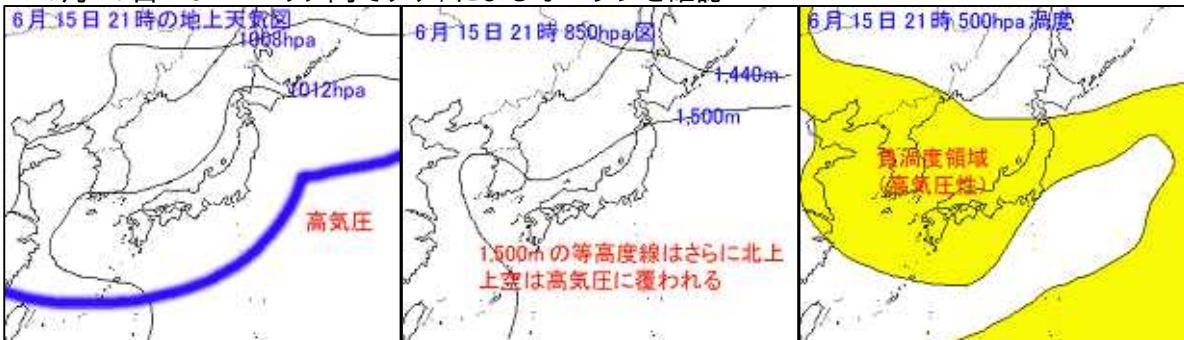 6月15日21時の地上天気図
1008hpa
1012hpa
高気圧
6月15日21時850hpa図
1,440m
1,500m
1,500mの等高度線はさらに北上
上空は高気圧に覆われる
6月15日21時500hpa渦度
負渦度領域
(高気圧性)